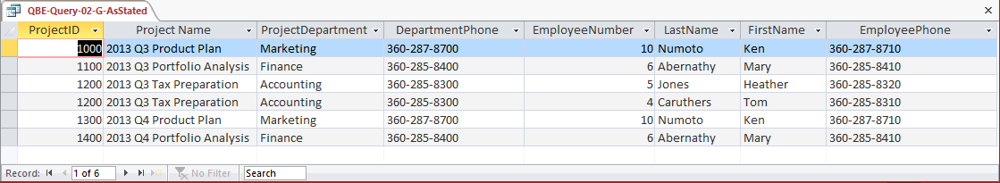 QBE-Query-02-G-AsStated
ProjectID Project Name ProjectDepartment DepartmentPhone EmployeeNumber LastName FirstName EmployeePhone
1000 2013 Q3 Product Plan Marketing 360-287-8700 10 Numoto Ken 360-287-8710
1100 2013 Q3 Portfolio Analysis Finance 360-285-8400 6 Abernathy Mary 360-285-8410
1200 2013 Q3 Tax Preparation Accounting 360-285-8300 5 Jones Heather 360-285-8320
1200 2013 Q3 Tax Preparation Accounting 360-285-8300 4 Caruthers Tom 360-285-8310
1300 2013 Q4 Product Plan Marketing 360-287-8700 10 Numoto Ken 360-287-8710
1400 2013 Q4 Portfolio Analysis Finance 360-285-8400 6 Abernathy Mary 360-285-8410
Record: 1 of 6 No Filter Search